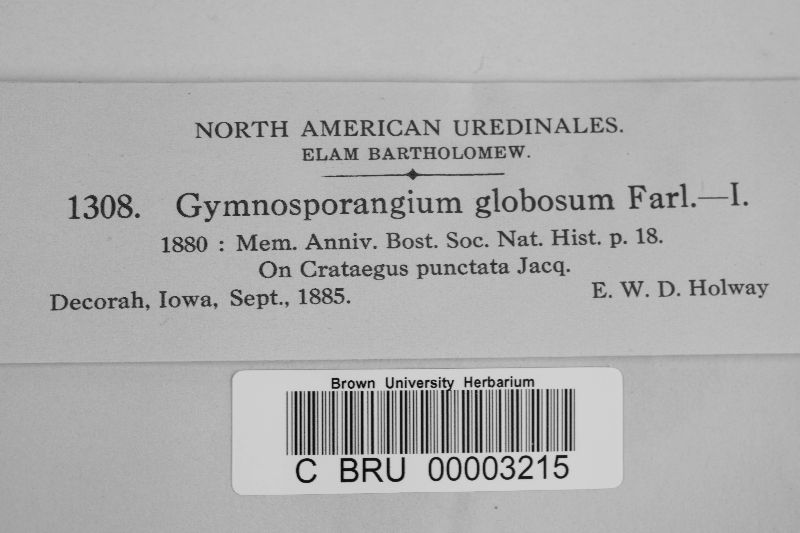 NORTH AMERICAN UREDINALES.
ELAM BARTHOLOMEW.
1308. Gymnosporangium globosum Farl.—I.
1880 : Mem. Anniv. Bost. Soc. Nat. Hist. p. 18.
On Crataegus punctata Jacq.
Decorah, Iowa, Sept., 1885. E. W. D. Holway
Brown University Herbarium
C BRU 00003215